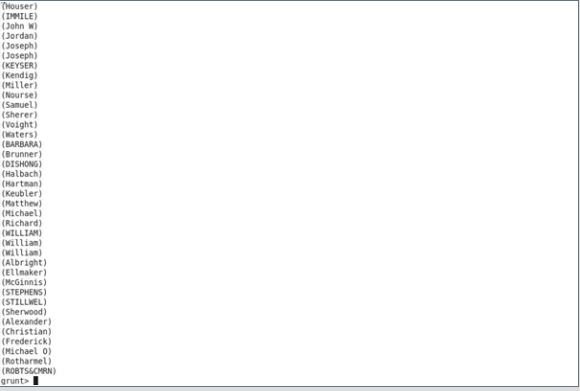 (Houser)
(IMMILE)
(John W)
(Jordan)
(Joseph)
(Joseph)
(KEYSER)
(Kendig)
(Miller)
(Nourse)
(Samuel)
(Sherer)
(Voight)
(Waters)
(BARBARA)
(Brunner)
(DISHONG)
(Halbach)
(Hartman)
(Keubler)
(Matthew)
(Michael)
(Richard)
(WILLIAM)
(William)
(William)
(Albright)
(Ellmaker)
(McGinnis)
(STEPHENS)
(STILLWEL)
(Sherwood)
(Alexander)
(Christian)
(Frederick)
(Michael O)
(Rotharmel)
(ROBTS&CMRN)
grunt>